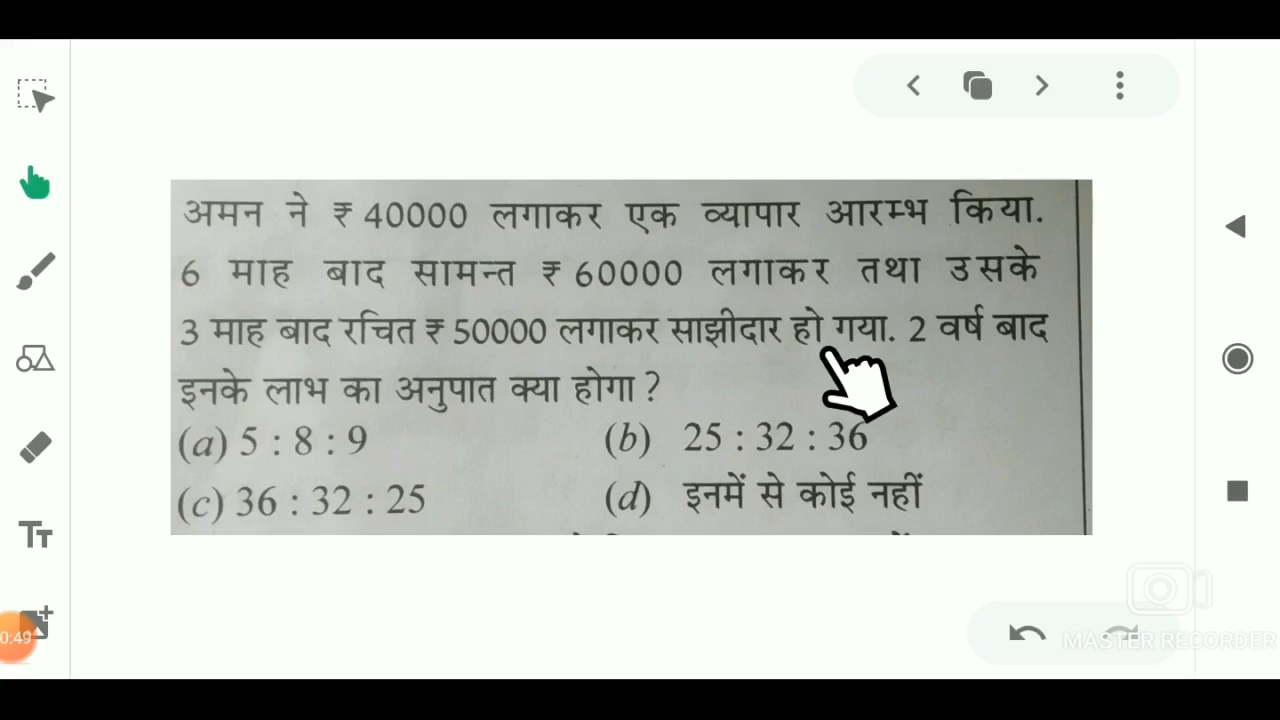 अमन ने ₹ 40000 लगाकर एक व्यापार आरम्भ किया.
6 माह बाद सामन्त ₹ 60000 लगाकर तथा उसके
3 माह बाद रचित ₹ 50000 लगाकर साझीदार हो गया. 2 वर्ष बाद
इनके लाभ का अनुपात क्या होगा ?
(a) 5 : 8 : 9 (b) 25 : 32 : 36
(c) 36 : 32 : 25 (d) इनमें से कोई नहीं
TT
0:49
MASTER RECORDER